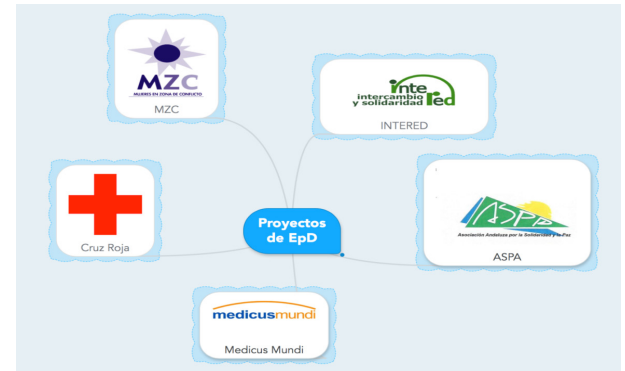 MZC
MUJERES EN ZONA DE CONFLICTO
MZC
inte
intercambio
y solidaridad
red
INTERED
Proyectos
de EpD
Cruz Roja
ASPA
Asociación Andaluza por la Solidaridad y la Paz
ASPA
medicusmundi
Medicus Mundi